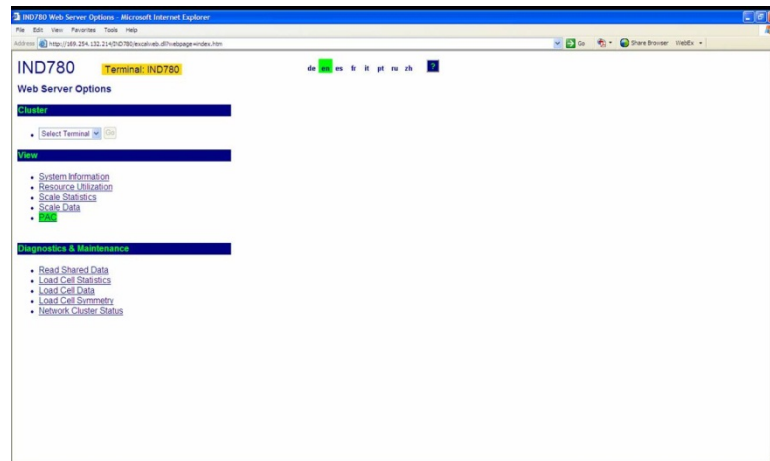 IND780 Web Server Options - Microsoft Internet Explorer
File Edit View Favorites Tools Help
Address http://169.254.132.214/IND780/excalweb.dll?webpage=index.htm Go Share Browser WebEx
IND780 Terminal: IND780 de en es fr it pt ru zh ?
Web Server Options
Cluster
Select Terminal Go
View
System Information
Resource Utilization
Scale Statistics
Scale Data
PAC
Diagnostics & Maintenance
Read Shared Data
Load Cell Statistics
Load Cell Data
Load Cell Symmetry
Network Cluster Status